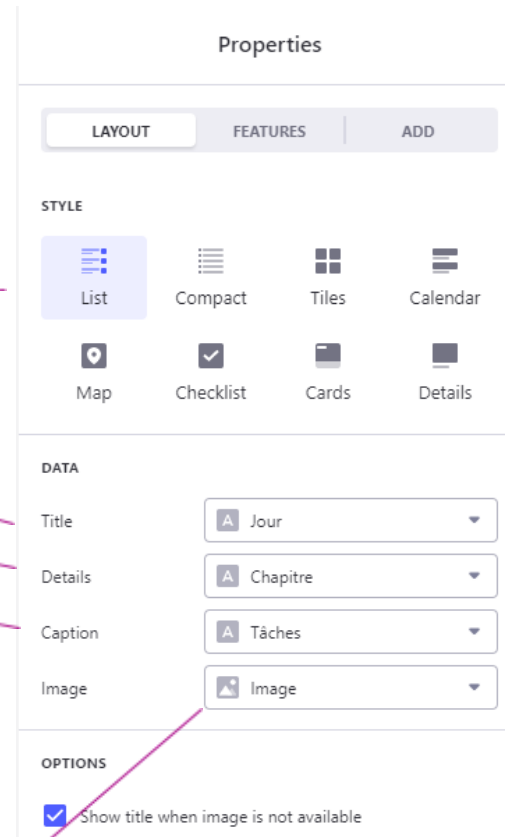 Properties
LAYOUT FEATURES ADD
STYLE
List Compact Tiles Calendar
Map Checklist Cards Details
DATA
Title A Jour
Details A Chapitre
Caption A Tâches
Image Image
OPTIONS
Show title when image is not available